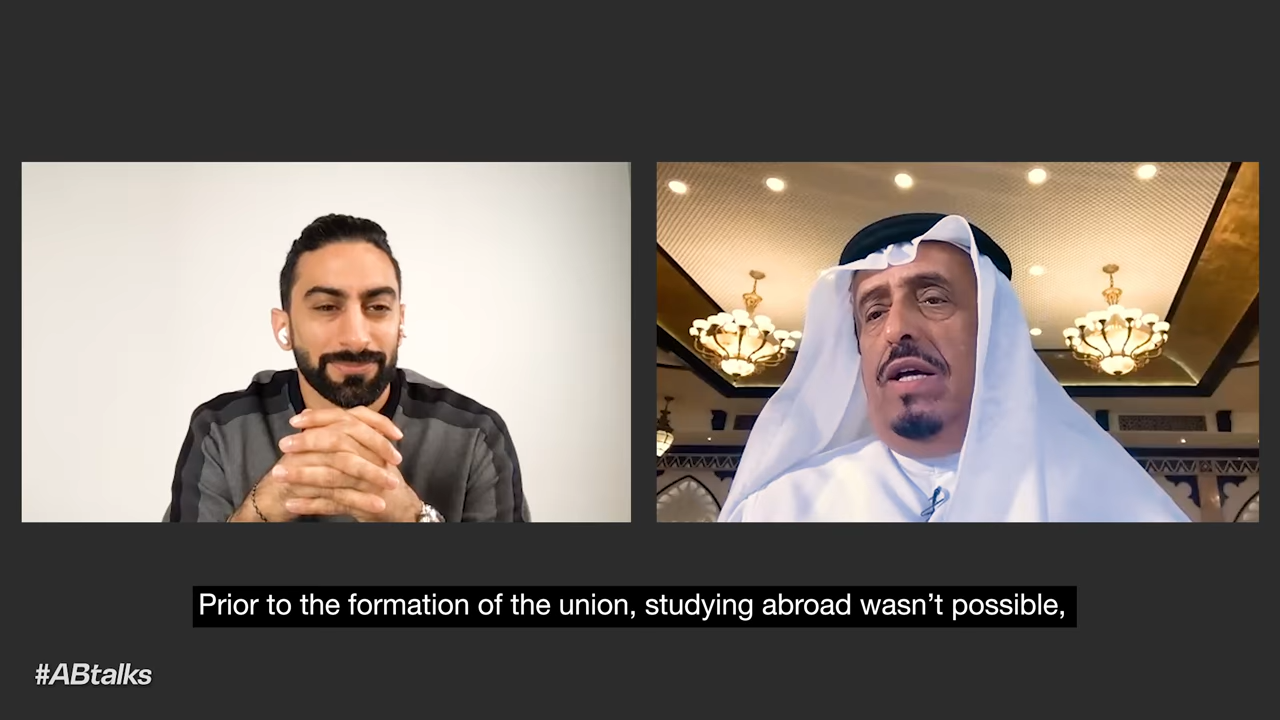 Prior to the formation of the union, studying abroad wasn’t possible,
#ABtalks